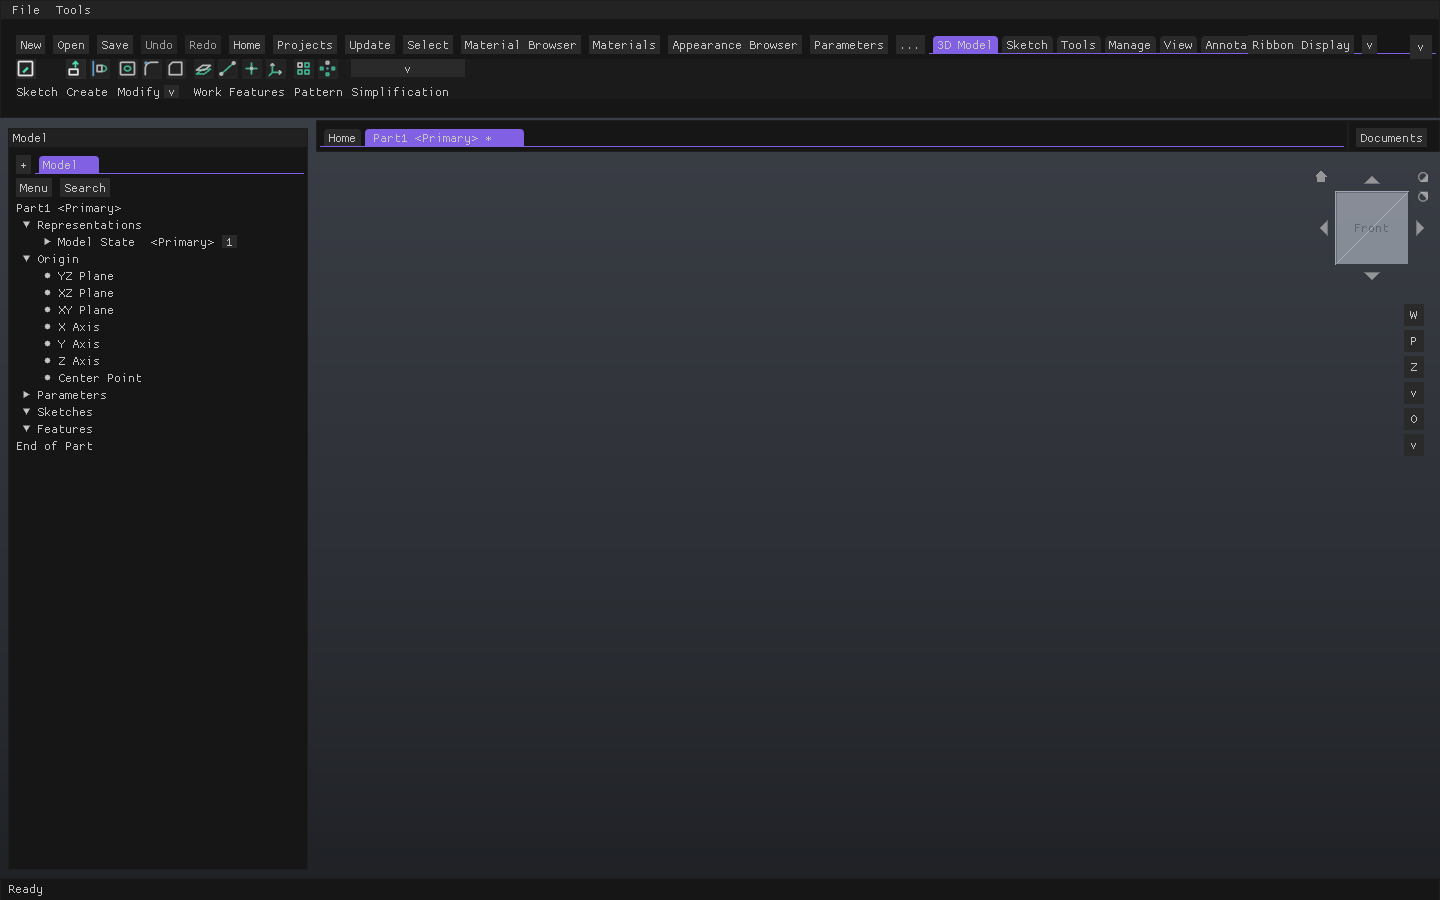 File Tools
New Open Save Undo Redo Home Projects Update Select Material Browser Materials Appearance Browser Parameters ... 3D Model Sketch Tools Manage View Annota Ribbon Display v v
v
Sketch Create Modify v Work Features Pattern Simplification
Model
Home Part1 <Primary> * Documents
+ Model
Menu Search
Part1 <Primary>
Representations
Model State <Primary> 1
Origin
YZ Plane
XZ Plane
XY Plane
X Axis
Y Axis
Z Axis
Center Point
Parameters
Sketches
Features
End of Part
Front
W
P
Z
v
O
v
Ready